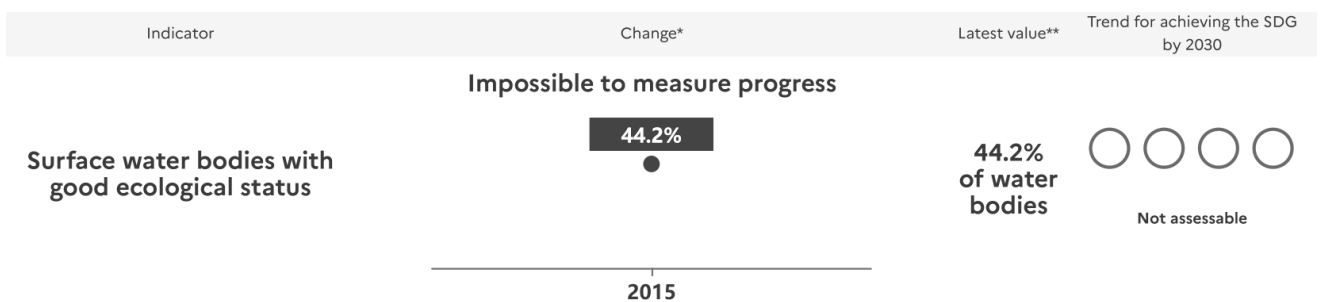 Indicator
Change*
Latest value**
Trend for achieving the SDG
by 2030
Impossible to measure progress
44.2%
Surface water bodies with
good ecological status
44.2%
of water
bodies
Not assessable
2015